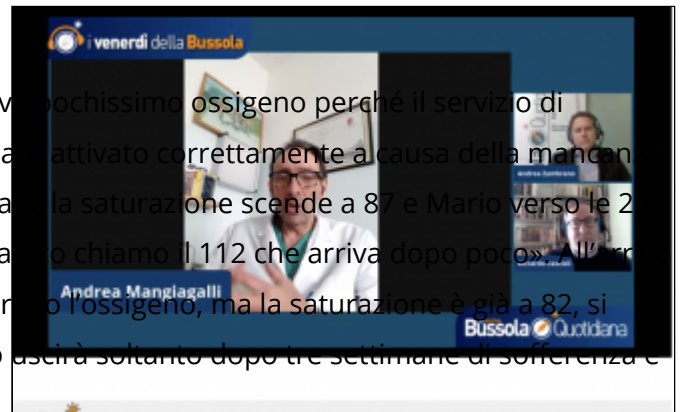 i venerdì della Bussola
pochissimo ossigeno perché il servizio di
attivato correttamente a causa della
la saturazione scende a 87 e Mario verso le 2
chiamo il 112 che arriva dopo poco». All'
Andrea Zambrano
Andrea Mangiagalli
l'ossigeno, ma la saturazione è già a 82, si
Bussola Quotidiana
uscirà soltanto dopo tre settimane di sofferenza e